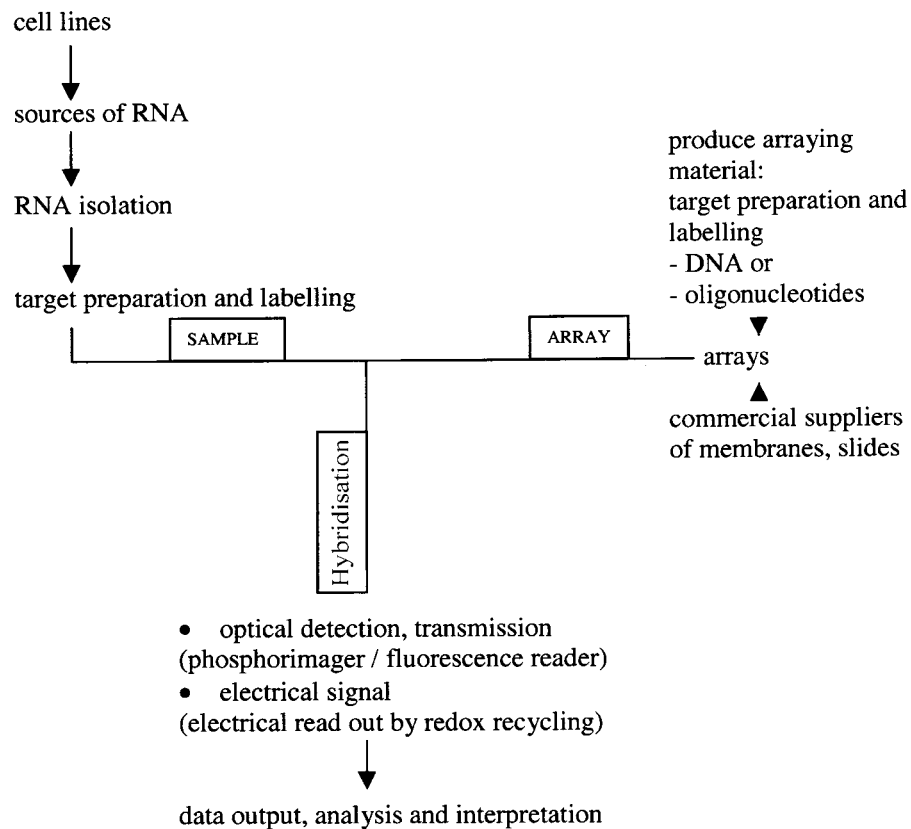 cell lines
sources of RNA
RNA isolation
target preparation and labelling
produce arraying
material:
target preparation and
labelling
- DNA or
- oligonucleotides
SAMPLE
ARRAY
arrays
commercial suppliers
of membranes, slides
Hybridisation
• optical detection, transmission
(phosphorimager / fluorescence reader)
• electrical signal
(electrical read out by redox recycling)
data output, analysis and interpretation